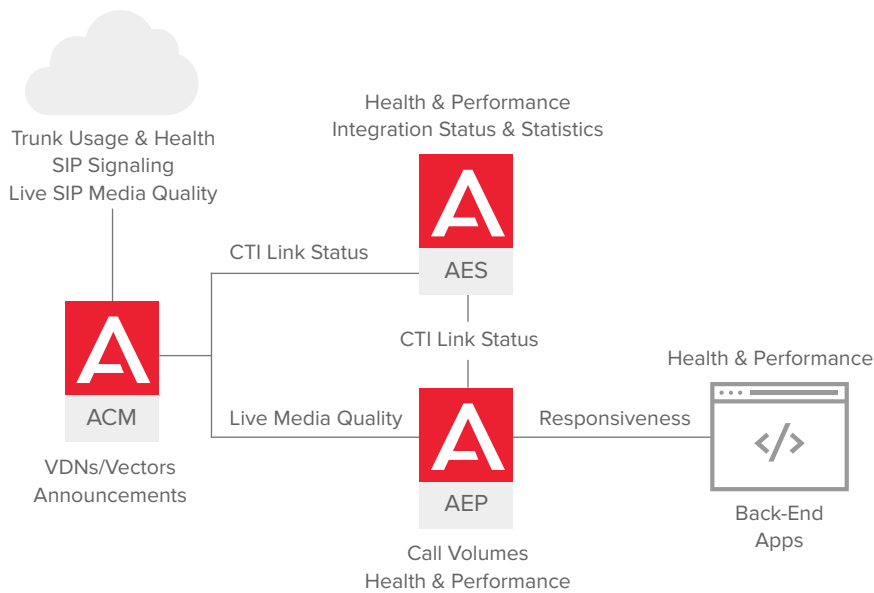 Trunk Usage & Health
SIP Signaling
Live SIP Media Quality
Health & Performance
Integration Status & Statistics
AES
CTI Link Status
CTI Link Status
ACM
VDNs/Vectors
Announcements
Live Media Quality
AEP
Call Volumes
Health & Performance
Responsiveness
Health & Performance
</>
Back-End
Apps